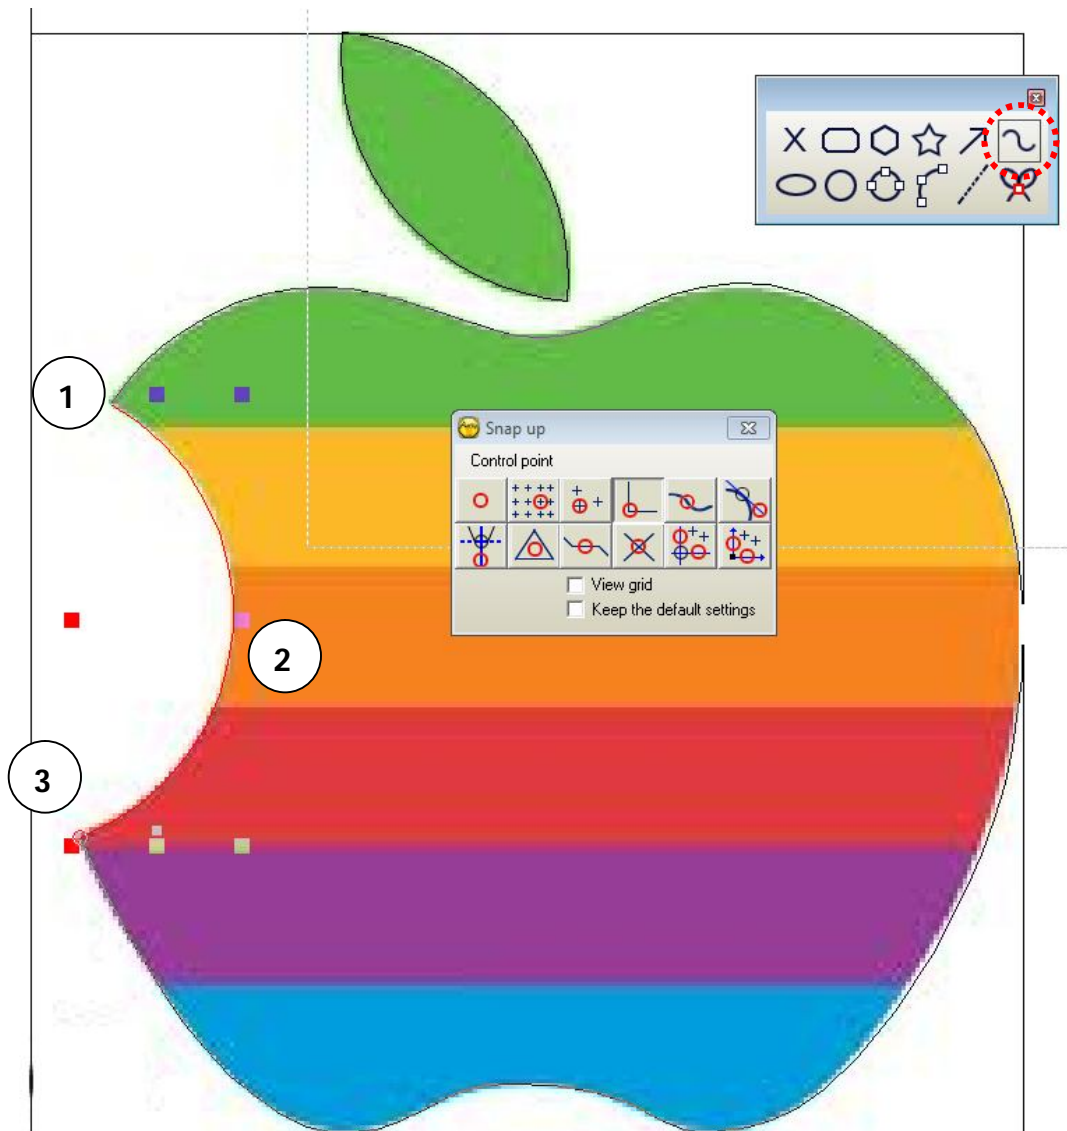 1
Snap up
Control point
View grid
Keep the default settings
2
3